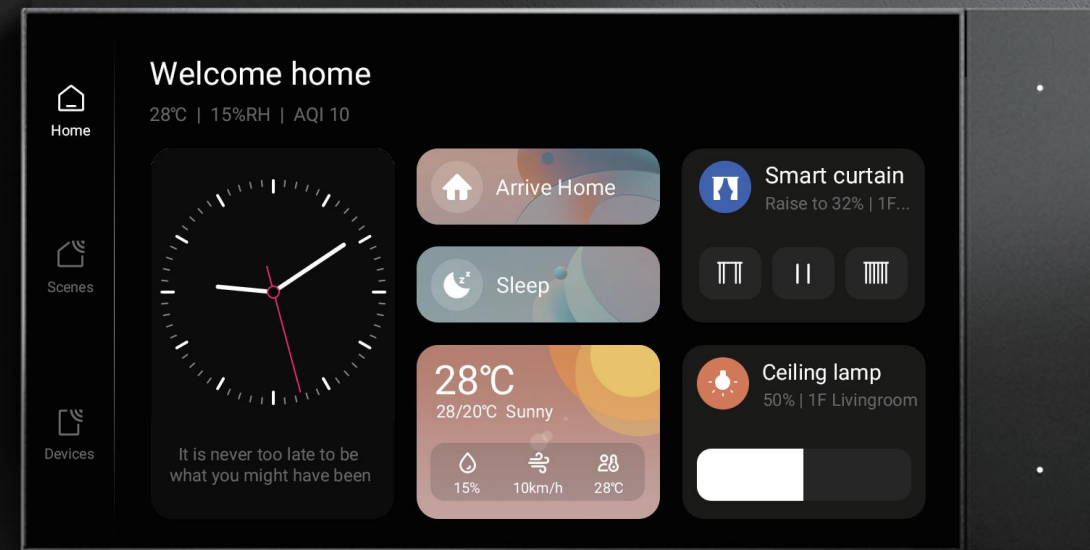 Welcome home
28℃ | 15%RH | AQI 10
Home
Scenes
Devices
It is never too late to be
what you might have been
Arrive Home
Sleep
28℃
28/20℃ Sunny
15% 10km/h 28℃
Smart curtain
Raise to 32% | 1F...
Ceiling lamp
50% | 1F Livingroom